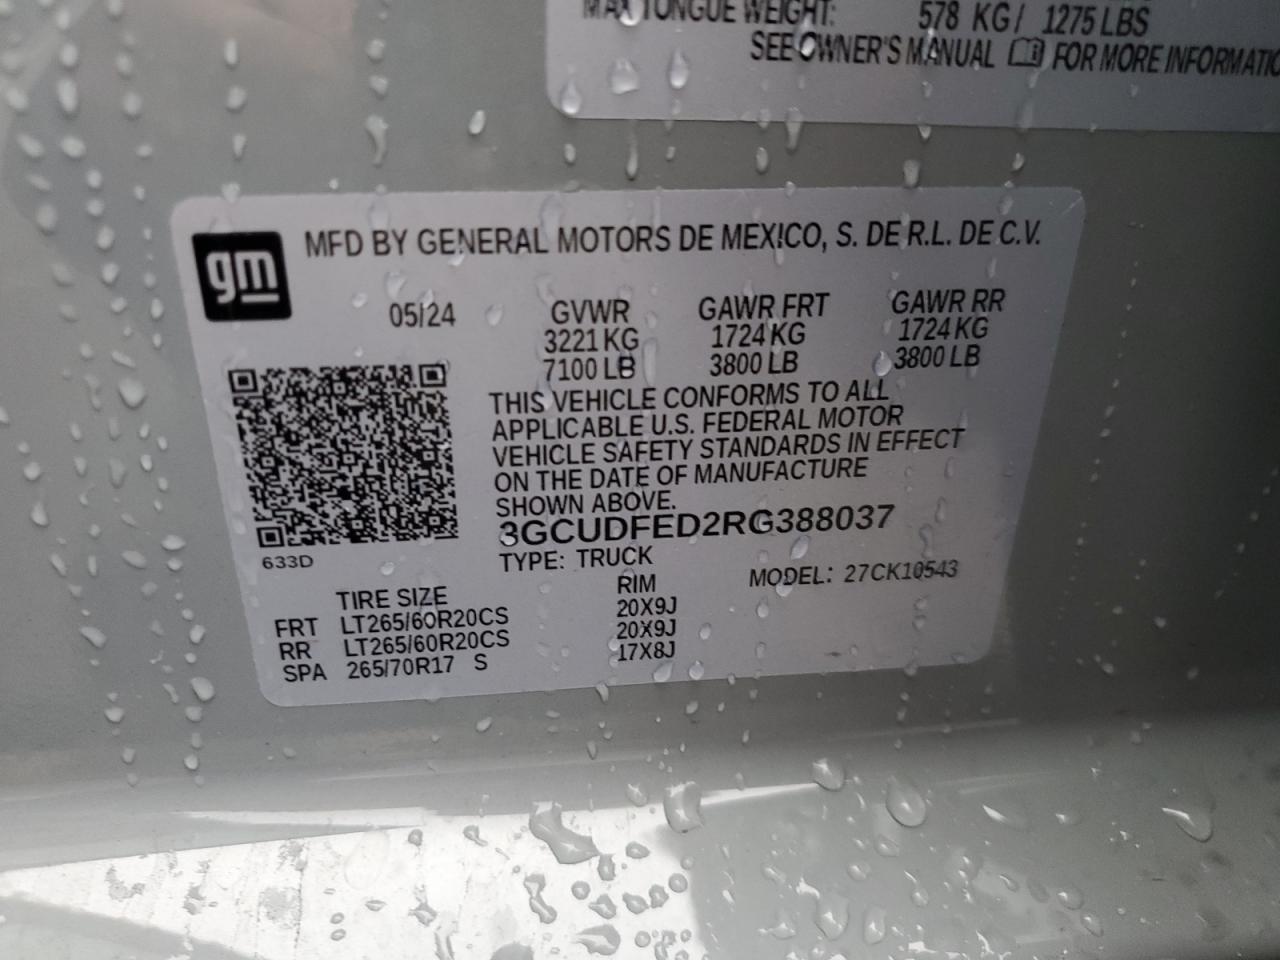 MAX TONGUE WEIGHT: 578 KG/ 1275 LBS
SEE OWNER'S MANUAL FOR MORE INFORMATIO
gm
MFD BY GENERAL MOTORS DE MEXICO, S. DE R.L. DE C.V.
05/24 GVWR GAWR FRT GAWR RR
3221 KG 1724 KG 1724 KG
7100 LB 3800 LB 3800 LB
THIS VEHICLE CONFORMS TO ALL
APPLICABLE U.S. FEDERAL MOTOR
VEHICLE SAFETY STANDARDS IN EFFECT
ON THE DATE OF MANUFACTURE
SHOWN ABOVE.
3GCUDFED2RG388037
633D
TYPE: TRUCK MODEL: 27CK10543
TIRE SIZE RIM
FRT LT265/60R20CS 20X9J
RR LT265/60R20CS 20X9J
SPA 265/70R17 S 17X8J